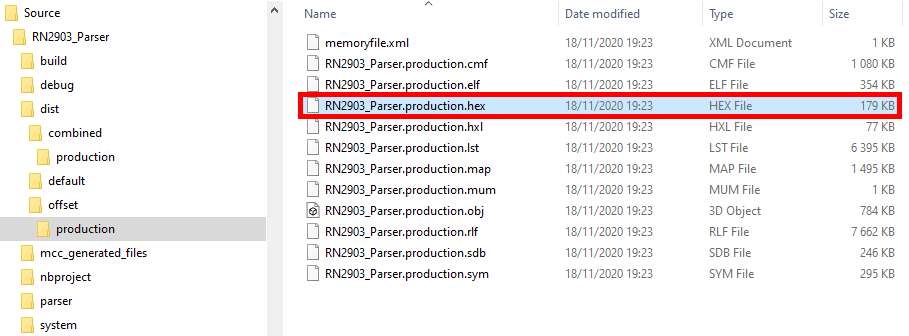 Source
RN2903_Parser
build
debug
dist
combined
production
default
offset
production
mcc_generated_files
nbproject
parser
system
Name Date modified Type Size
memoryfile.xml 18/11/2020 19:23 XML Document 1 KB
RN2903_Parser.production.cmf 18/11/2020 19:23 CMF File 1 080 KB
RN2903_Parser.production.elf 18/11/2020 19:23 ELF File 354 KB
RN2903_Parser.production.hex 18/11/2020 19:23 HEX File 179 KB
RN2903_Parser.production.hxl 18/11/2020 19:23 HXL File 77 KB
RN2903_Parser.production.lst 18/11/2020 19:23 LST File 6 395 KB
RN2903_Parser.production.map 18/11/2020 19:23 MAP File 1 495 KB
RN2903_Parser.production.mum 18/11/2020 19:23 MUM File 1 KB
RN2903_Parser.production.obj 18/11/2020 19:23 3D Object 784 KB
RN2903_Parser.production.rlf 18/11/2020 19:23 RLF File 7 662 KB
RN2903_Parser.production.sdb 18/11/2020 19:23 SDB File 246 KB
RN2903_Parser.production.sym 18/11/2020 19:23 SYM File 295 KB